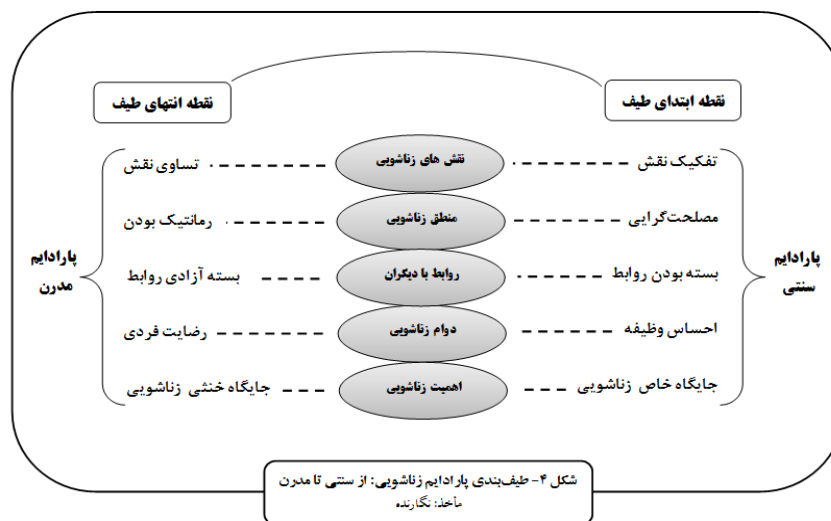 نقطه ابتدای طیف
نقطه انتهای طیف
تفکیک نقش
نقش های زناشویی
تساوی نقش
مصلحت‌گرایی
منطق زناشویی
رمانتیک بودن
پارادایم
سنتی
بسته بودن روابط
روابط با دیگران
بسته آزادی روابط
پارادایم
مدرن
احساس وظیفه
دوام زناشویی
رضایت فردی
جایگاه خاص زناشویی
اهمیت زناشویی
جایگاه خنثی زناشویی
شکل ۴- طیف‌بندی پارادایم زناشویی: از سنتی تا مدرن
مأخذ: نگارنده